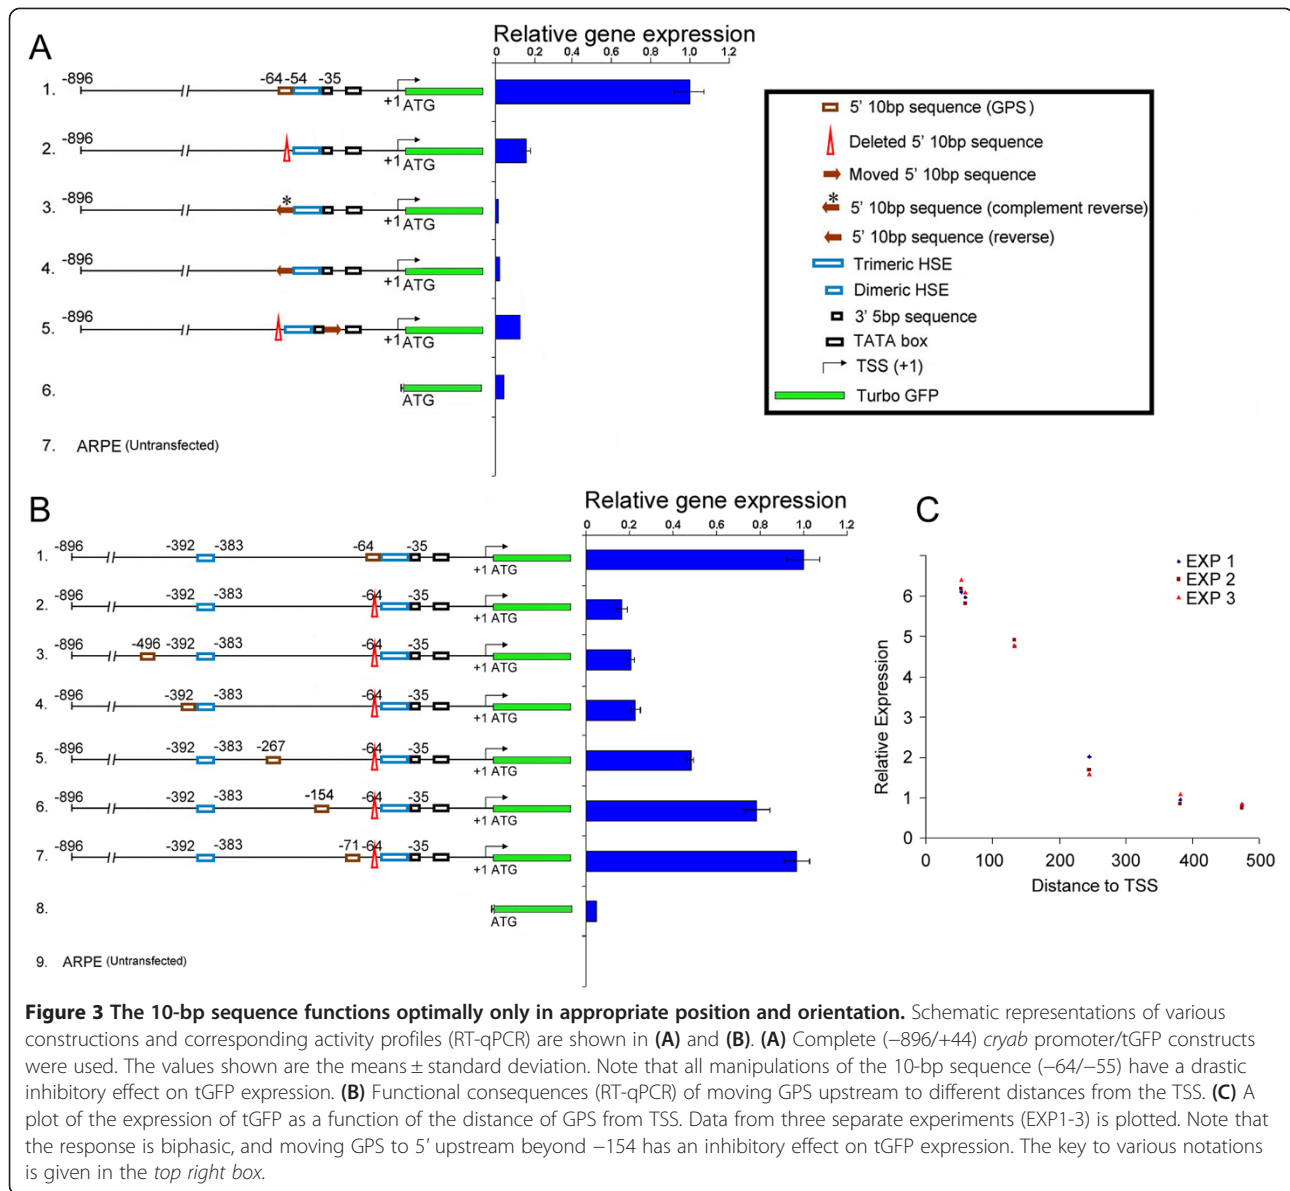 A
Relative gene expression
0 0.2 0.4 0.6 0.8 1.0 1.2
1. -896 -64 -54 -35 +1 ATG
2. -896 +1 ATG
3. -896 * +1 ATG
4. -896 +1 ATG
5. -896 +1 ATG
6. ATG
7. ARPE (Untransfected)
5' 10bp sequence (GPS)
Deleted 5' 10bp sequence
Moved 5' 10bp sequence
* 5' 10bp sequence (complement reverse)
5' 10bp sequence (reverse)
Trimeric HSE
Dimeric HSE
3' 5bp sequence
TATA box
TSS (+1)
Turbo GFP
B
Relative gene expression
0 0.2 0.4 0.6 0.8 1.0 1.2
1. -896 -392 -383 -64 -35 +1 ATG
2. -896 -392 -383 -64 -35 +1 ATG
3. -896 -496 -392 -383 -64 -35 +1 ATG
4. -896 -392 -383 -64 -35 +1 ATG
5. -896 -392 -383 -267 -64 -35 +1 ATG
6. -896 -392 -383 -154 -64 -35 +1 ATG
7. -896 -392 -383 -71 -64 -35 +1 ATG
8. ATG
9. ARPE (Untransfected)
C
EXP 1
EXP 2
EXP 3
Relative Expression
6
5
4
3
2
1
0
0 100 200 300 400 500
Distance to TSS
Figure 3 The 10-bp sequence functions optimally only in appropriate position and orientation. Schematic representations of various
constructions and corresponding activity profiles (RT-qPCR) are shown in (A) and (B). (A) Complete (−896/+44) cryab promoter/tGFP constructs
were used. The values shown are the means ± standard deviation. Note that all manipulations of the 10-bp sequence (−64/−55) have a drastic
inhibitory effect on tGFP expression. (B) Functional consequences (RT-qPCR) of moving GPS upstream to different distances from the TSS. (C) A
plot of the expression of tGFP as a function of the distance of GPS from TSS. Data from three separate experiments (EXP1-3) is plotted. Note that
the response is biphasic, and moving GPS to 5′ upstream beyond −154 has an inhibitory effect on tGFP expression. The key to various notations
is given in the top right box.